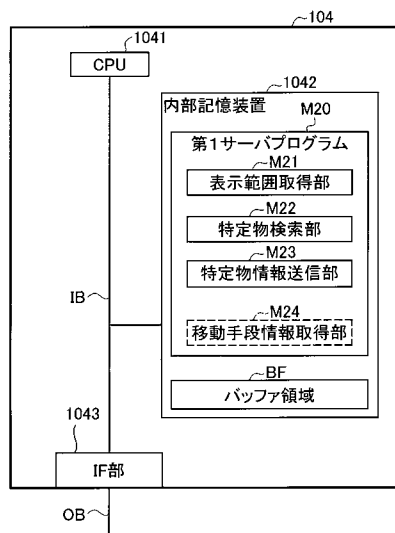 104
1041
CPU
1042
内部記憶装置
M20
第1サーバプログラム
M21
表示範囲取得部
M22
特定物検索部
M23
特定物情報送信部
IB
M24
移動手段情報取得部
BF
バッファ領域
1043
IF部
OB